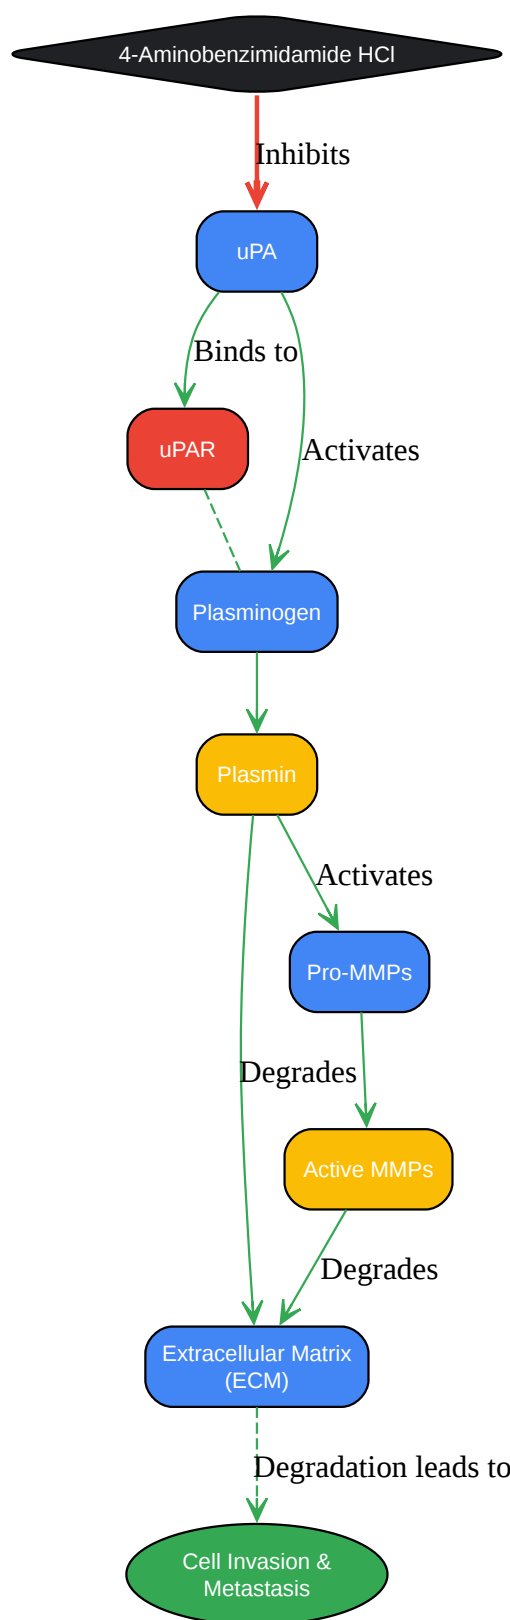 4-Aminobenzimidamide HCl
Inhibits
uPA
Binds to
uPAR
Activates
Plasminogen
Plasmin
Activates
Pro-MMPs
Degrades
Active MMPs
Degrades
Extracellular Matrix
(ECM)
Degradation leads to
Cell Invasion &
Metastasis